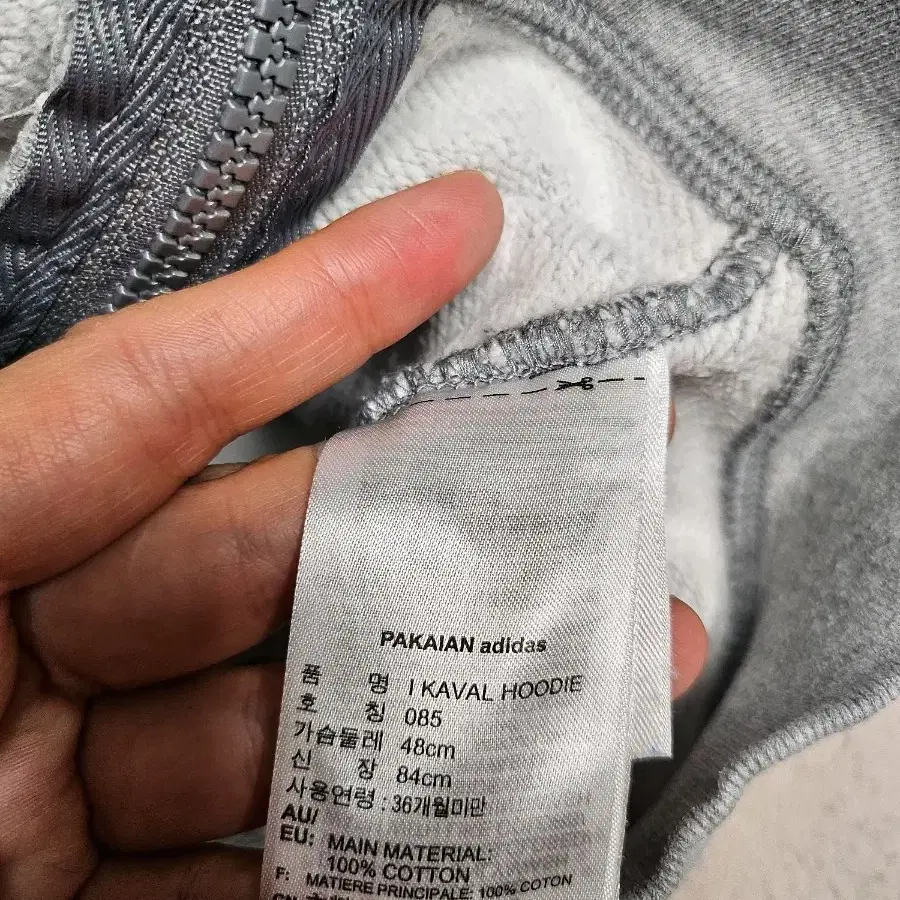 PAKAIAN adidas
품 명 I KAVAL HOODIE
호 칭 085
가슴둘레 48cm
신 장 84cm
사용연령 : 36개월미만
AU/
EU: MAIN MATERIAL:
100% COTTON
F: MATIERE PRINCIPALE: 100% COTON